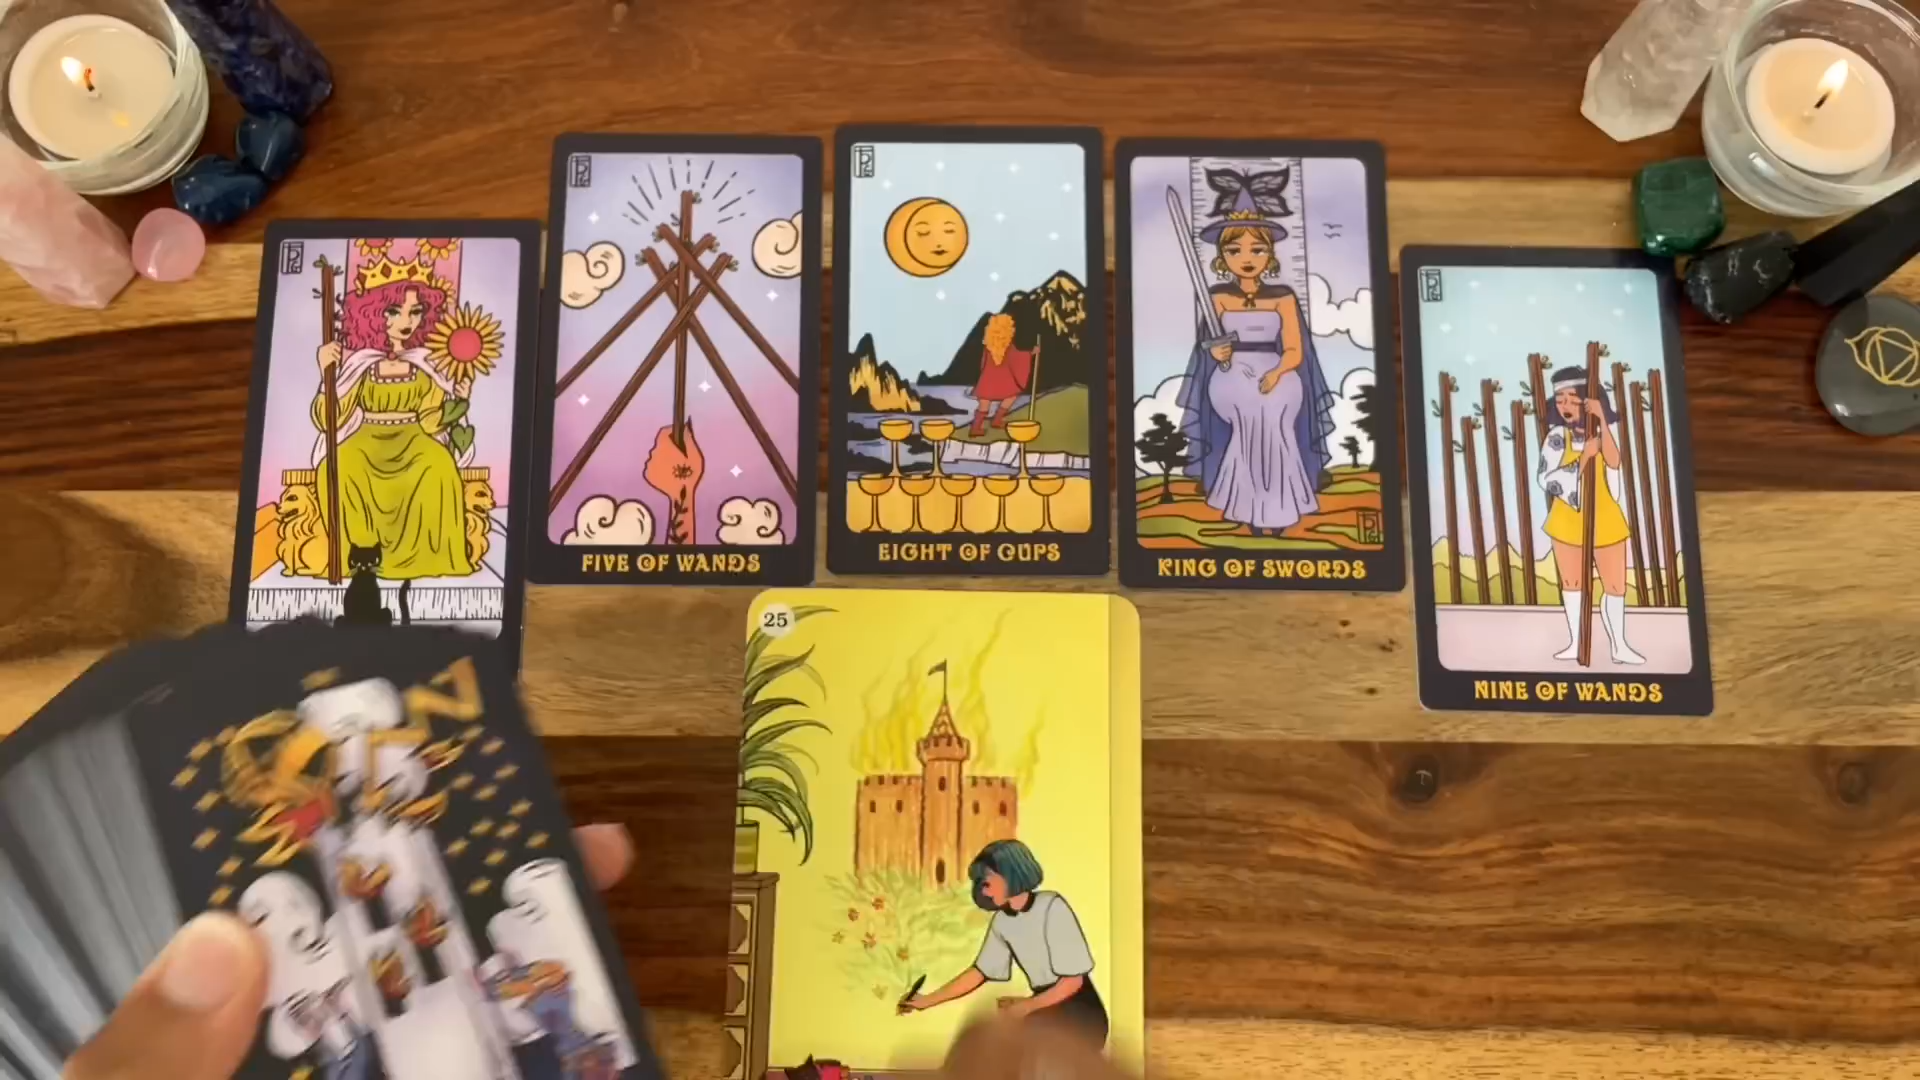 FIVE OF WANDS
EIGHT OF CUPS
KING OF SWORDS
NINE OF WANDS
25